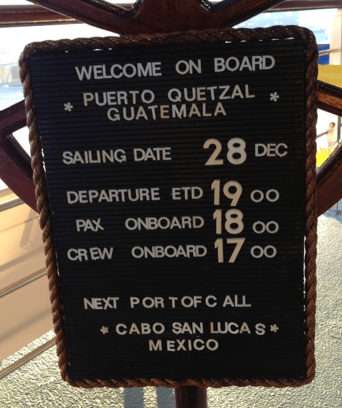 WELCOME ON BOARD
* PUERTO QUETZAL *
GUATEMALA
SAILING DATE 28 DEC
DEPARTURE ETD 19 00
PAX ONBOARD 18 00
CREW ONBOARD 17 00
NEXT PORT OF CALL
* CABO SAN LUCAS *
MEXICO